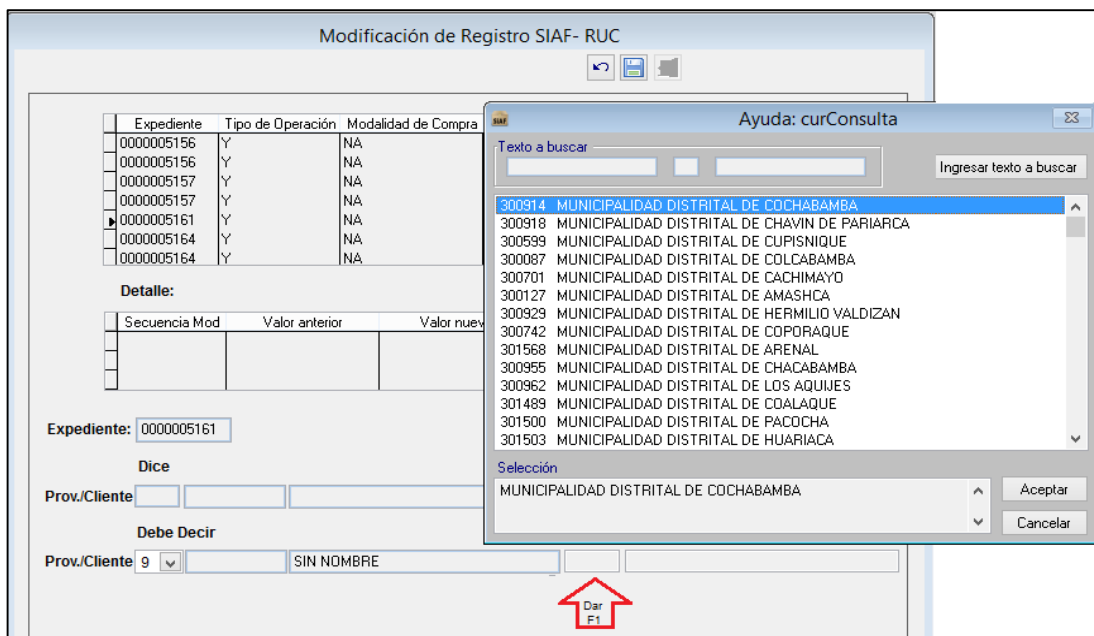 Modificación de Registro SIAF- RUC
Expediente Tipo de Operación Modalidad de Compra
0000005156 Y NA
0000005156 Y NA
0000005157 Y NA
0000005157 Y NA
0000005161 Y NA
0000005164 Y NA
0000005164 Y NA
Detalle:
Secuencia Mod Valor anterior Valor nuev
Expediente: 0000005161
Dice
Prov./Cliente
Debe Decir
Prov./Cliente 9 SIN NOMBRE
Dar
F1
SIAF Ayuda: curConsulta
Texto a buscar
Ingresar texto a buscar
300914 MUNICIPALIDAD DISTRITAL DE COCHABAMBA
300918 MUNICIPALIDAD DISTRITAL DE CHAVIN DE PARIARCA
300599 MUNICIPALIDAD DISTRITAL DE CUPISNIQUE
300087 MUNICIPALIDAD DISTRITAL DE COLCABAMBA
300701 MUNICIPALIDAD DISTRITAL DE CACHIMAYO
300127 MUNICIPALIDAD DISTRITAL DE AMASHCA
300929 MUNICIPALIDAD DISTRITAL DE HERMILIO VALDIZAN
300742 MUNICIPALIDAD DISTRITAL DE COPORAQUE
301568 MUNICIPALIDAD DISTRITAL DE ARENAL
300955 MUNICIPALIDAD DISTRITAL DE CHACABAMBA
300962 MUNICIPALIDAD DISTRITAL DE LOS AQUIJES
301489 MUNICIPALIDAD DISTRITAL DE COALAQUE
301500 MUNICIPALIDAD DISTRITAL DE PACOCHA
301503 MUNICIPALIDAD DISTRITAL DE HUARIACA
Selección
MUNICIPALIDAD DISTRITAL DE COCHABAMBA
Aceptar
Cancelar